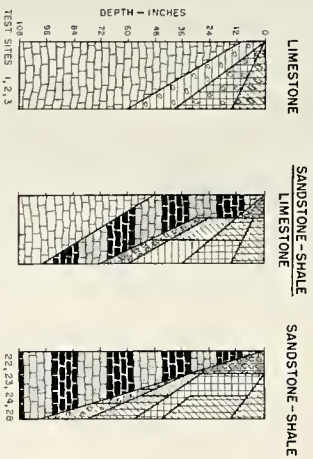 LIMESTONE
SANDSTONE-SHALE
LIMESTONE
SANDSTONE-SHALE
DEPTH - INCHES
0
12
24
36
48
60
72
84
96
108
TEST SITES 1, 2, 3
22, 23, 24, 28